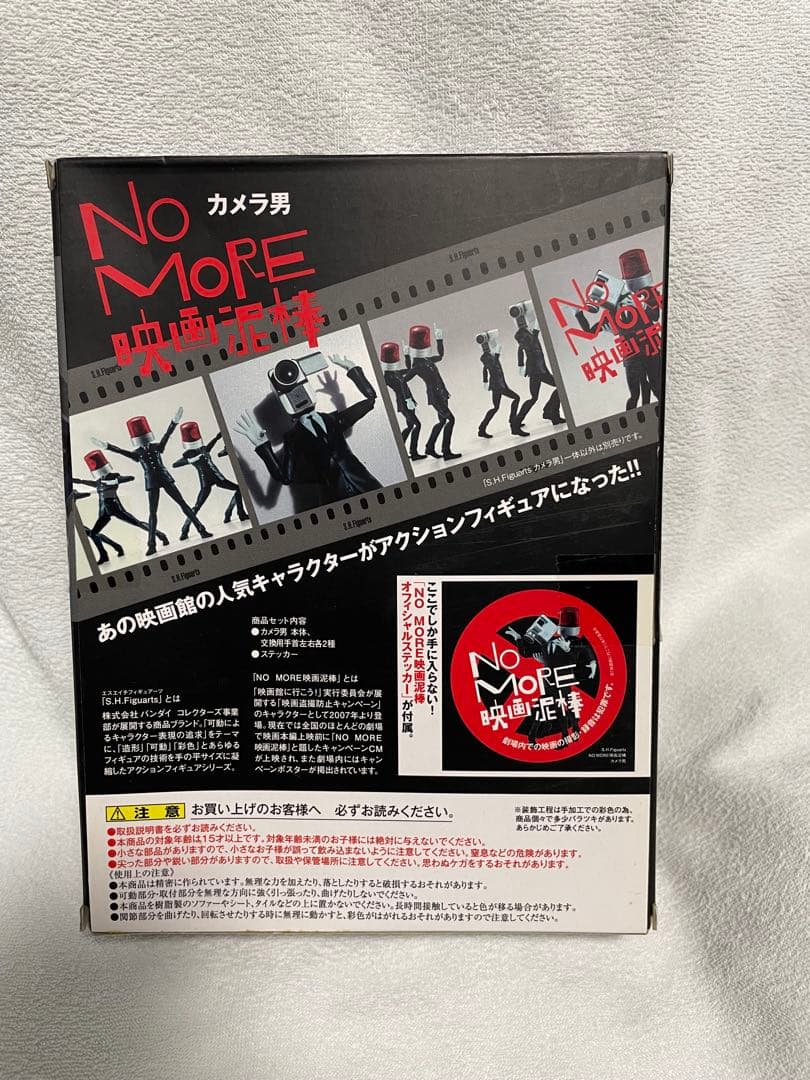 NO
MORE
映画泥棒
カメラ男
S.H.Figuarts
S.H.Figuarts
NO
MORE
映画泥
「S.H.Figuarts カメラ男」一体以外は別売りです。
S.H.Figuarts
S.H.Figuarts
あの映画館の人気キャラクターがアクションフィギュアになった!!
商品セット内容
●カメラ男 本体、
交換用手首左右各2種
●ステッカー
エスエイチフィギュアーツ
「S.H.Figuarts」とは
株式会社 バンダイ コレクターズ事業
部が展開する商品ブランド。「可動に
よるキャラクター表現の追求」をテーマ
に、「造形」「可動」「彩色」とあらゆる
フィギュアの技術を手の平サイズに凝
縮したアクションフィギュアシリーズ。
「NO MORE映画泥棒」とは
「映画館に行こう!」実行委員会が展
開する「映画盗撮防止キャンペーン」
のキャラクターとして2007年より登
場。現在では全国のほとんどの劇場
で映画本編上映前に「NO MORE
映画泥棒」と題したキャンペーンCM
が上映され、また劇場内にはキャン
ペーンポスターが掲出されています。
ここでしか手に入らない!
「NO MORE映画泥棒
オフィシャルステッカー」が付属。
NO
MORE
映画泥棒
劇場内での映画の撮影・録音は犯罪です。
S.H.Figuarts
NO MORE映画泥棒
カメラ男
注意 お買い上げのお客様へ 必ずお読みください。
※装飾工程は手加工での彩色の為、
商品個々で多少バラツキがあります。
あらかじめご了承ください。
●取扱説明書を必ずお読みください。
●本商品の対象年齢は15才以上です。対象年齢未満のお子様には絶対に与えないでください。
●小さな部品がありますので、小さなお子様が誤って飲み込まないように注意してください。窒息などの危険があります。
●尖った部分や鋭い部分がありますので、取扱や保管場所に注意してください。思わぬケガをするおそれがあります。
《使用上の注意》
●本商品は精密に作られています。無理な力を加えたり、落としたりすると破損するおそれがあります。
●可動部分・取付部分を無理な方向に強く引っ張ったり、曲げたりしないでください。
●本商品を樹脂製のソファーやシート、タイルなどの上に置かないでください。長時間接触していると色が移る場合があります。
●関節部分を曲げたり、回転させたりする時に無理に動かすと、彩色がはがれるおそれがありますので注意してください。